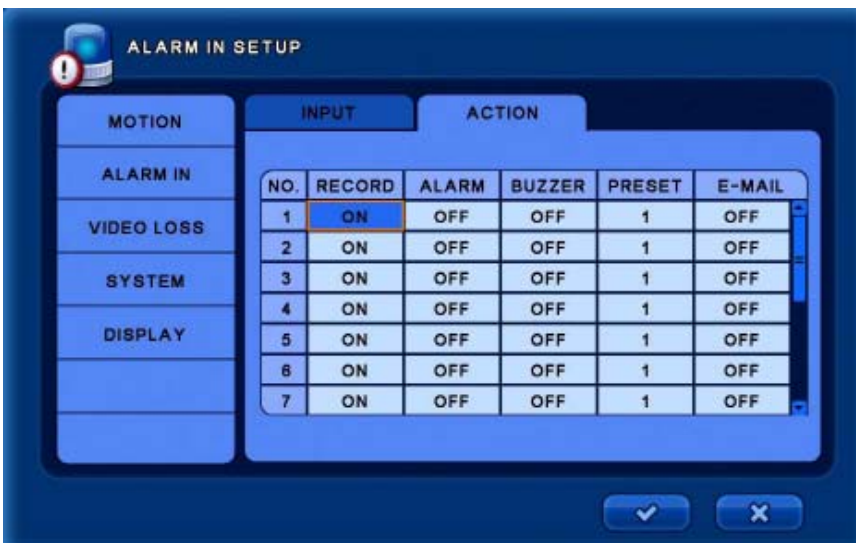 ALARM IN SETUP
INPUT ACTION
MOTION
ALARM IN
VIDEO LOSS
SYSTEM
DISPLAY
NO. RECORD ALARM BUZZER PRESET E-MAIL
1 ON OFF OFF 1 OFF
2 ON OFF OFF 1 OFF
3 ON OFF OFF 1 OFF
4 ON OFF OFF 1 OFF
5 ON OFF OFF 1 OFF
6 ON OFF OFF 1 OFF
7 ON OFF OFF 1 OFF